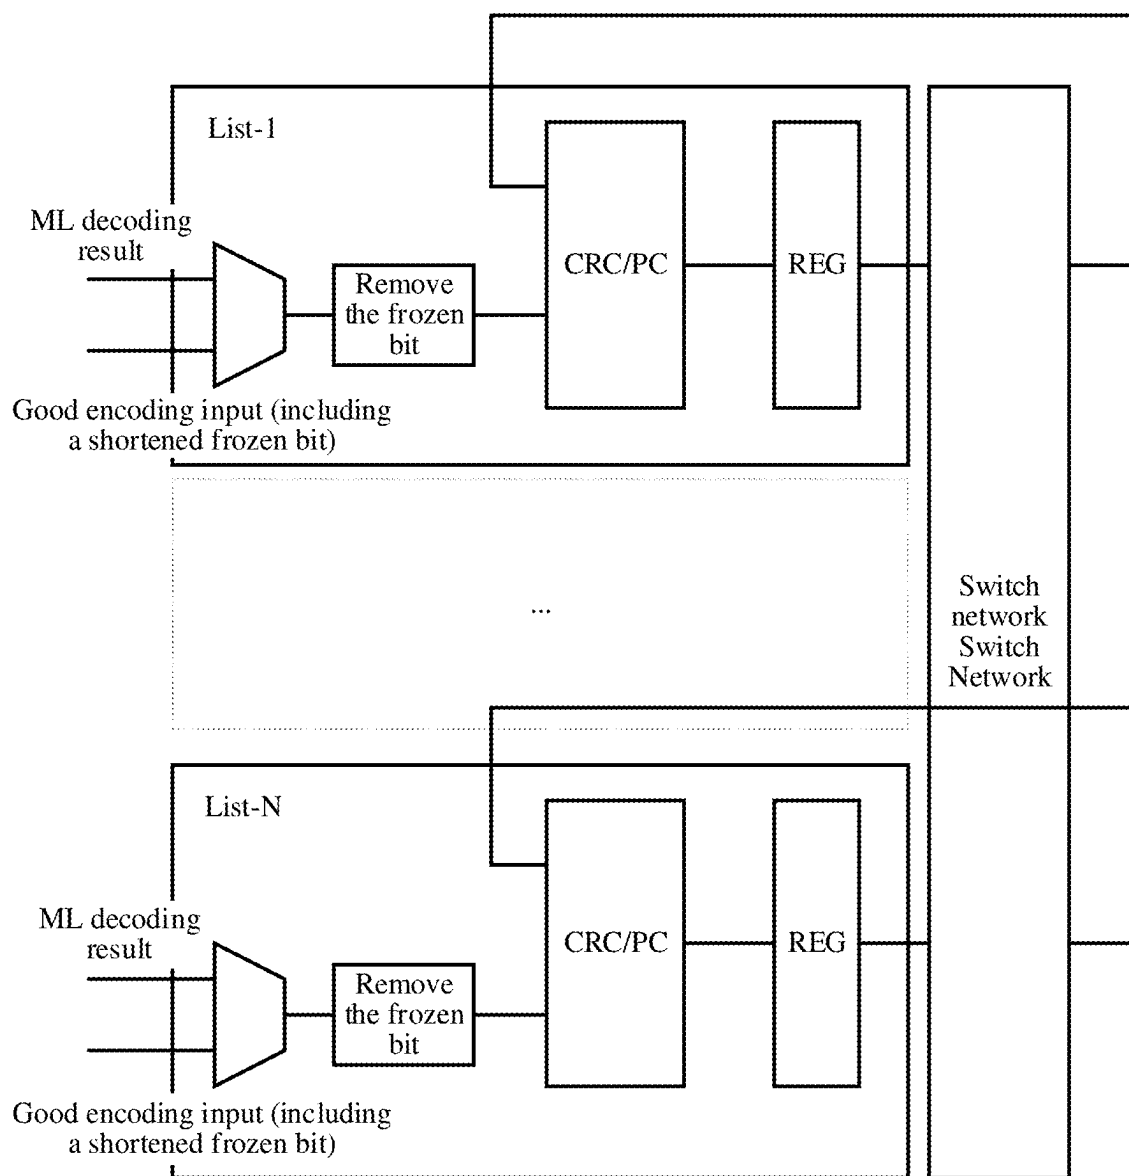 List-1
ML decoding
result
Remove
the frozen
bit
CRC/PC
REG
Good encoding input (including
a shortened frozen bit)
...
Switch
network
Switch
Network
List-N
ML decoding
result
Remove
the frozen
bit
CRC/PC
REG
Good encoding input (including
a shortened frozen bit)